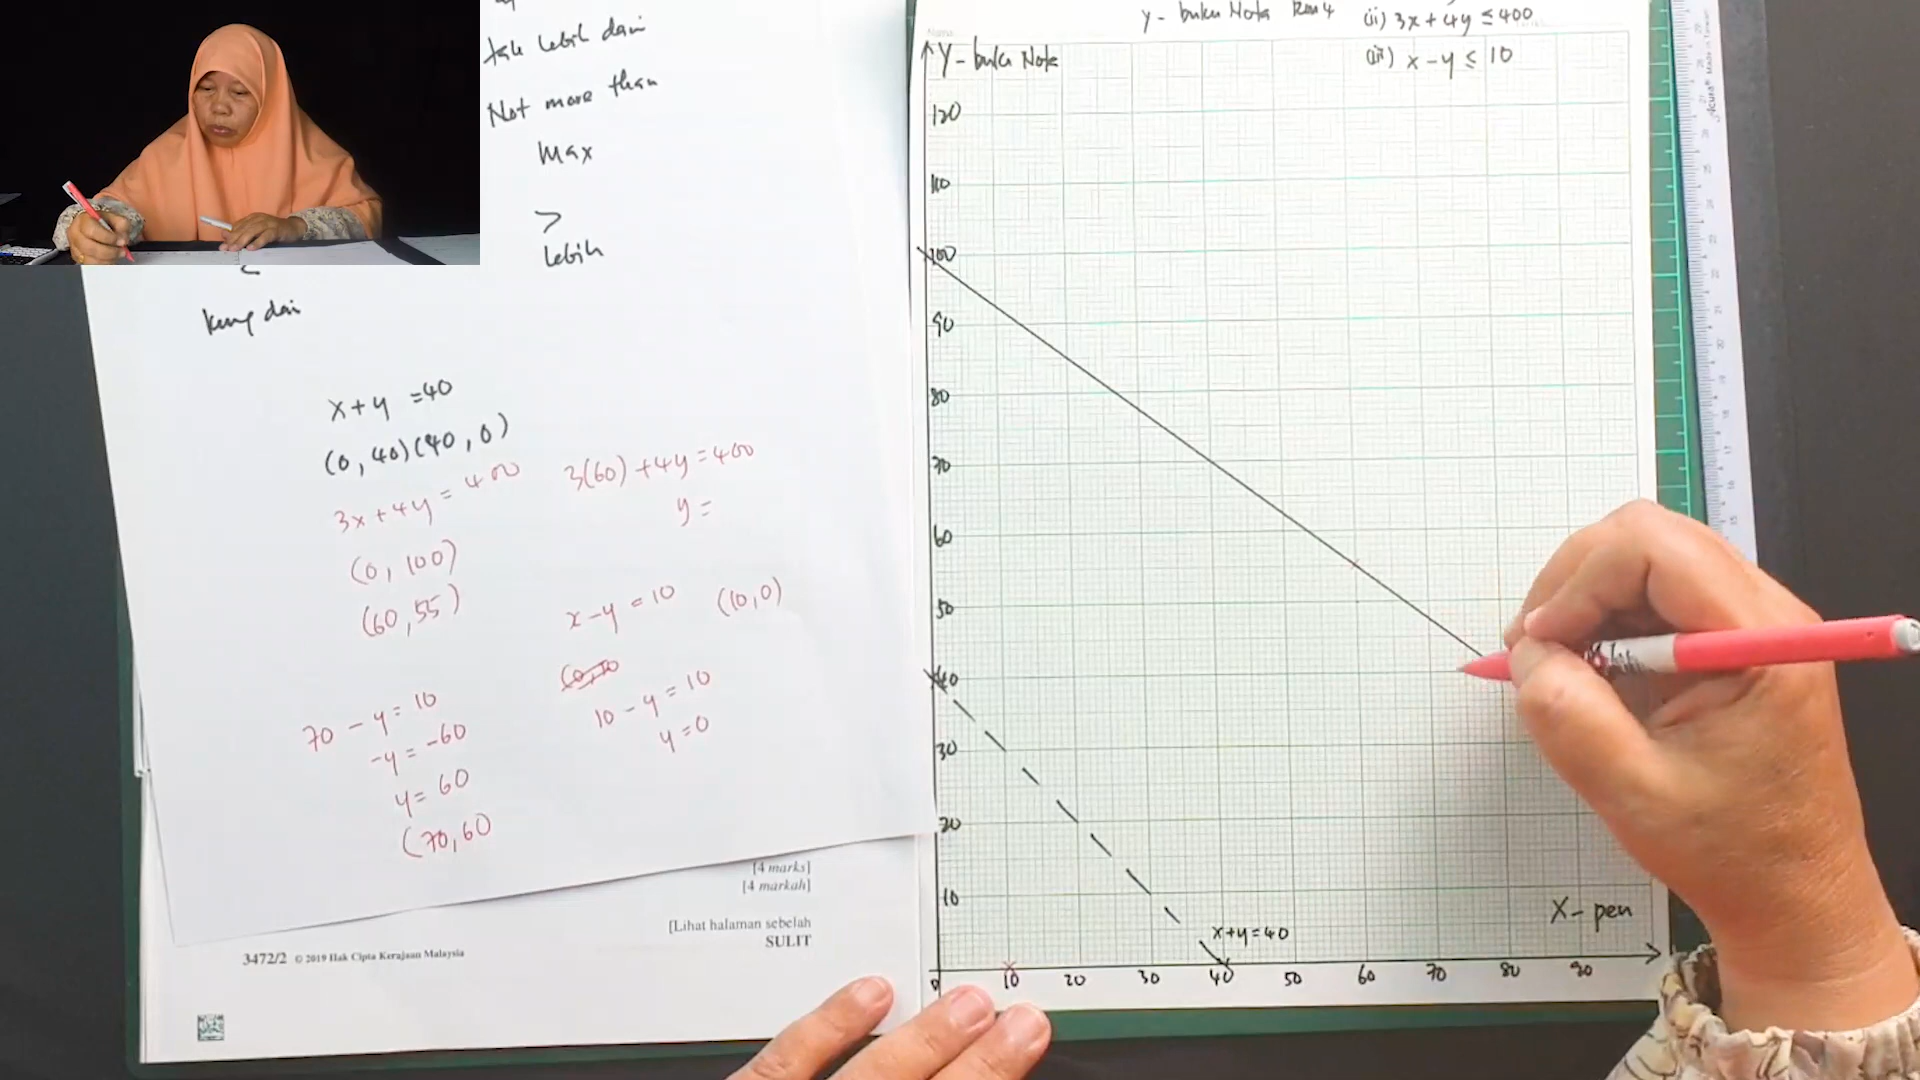 tak lebih dari
Not more than
Max
>
lebih
<
kurang dari
x+y =40
(0,40)(40,0)
3x+4y = 400
(0, 100)
(60,55)
3(60)+4y=400
y =
x-y = 10 (10,0)
10 - y = 10
y=0
70 - y = 10
-y = -60
y= 60
(70,60
[4 marks]
[4 markah]
[Lihat halaman sebelah
SULIT
3472/2 © 2019 Hak Cipta Kerajaan Malaysia
y - buku Nota
(ii) 3x+4y ≤400
(iii) x-y ≤ 10
Y- buku Nota
120
110
100
90
80
70
60
50
40
30
20
10
X- pen
x+y=40
0 10 20 30 40 50 60 70 80 90